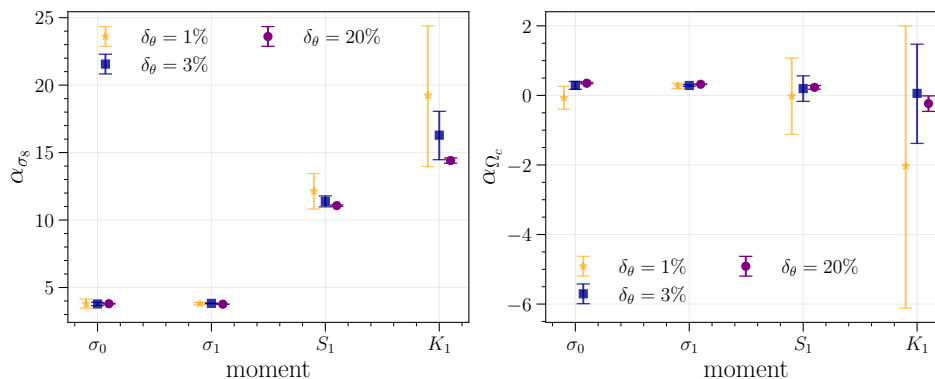 25
20
15
10
5
α_{σ_8}
δ_θ = 1%
δ_θ = 20%
δ_θ = 3%
σ_0
σ_1
S_1
K_1
moment
2
0
−2
−4
−6
α_{Ω_c}
δ_θ = 1%
δ_θ = 20%
δ_θ = 3%
σ_0
σ_1
S_1
K_1
moment